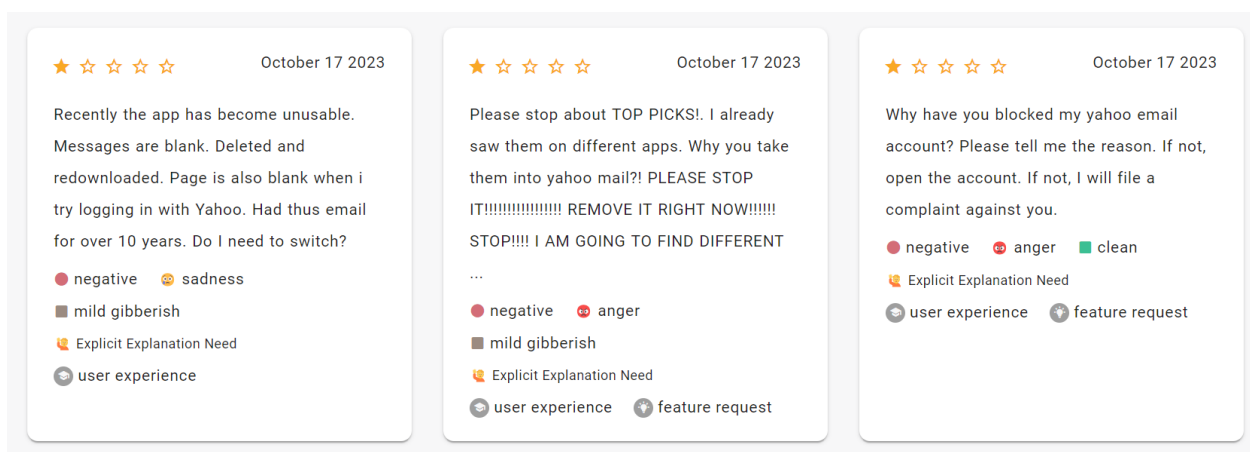 October 17 2023
Recently the app has become unusable.
Messages are blank. Deleted and
redownloaded. Page is also blank when i
try logging in with Yahoo. Had thus email
for over 10 years. Do I need to switch?
negative sadness
mild gibberish
Explicit Explanation Need
user experience
October 17 2023
Please stop about TOP PICKS!. I already
saw them on different apps. Why you take
them into yahoo mail?! PLEASE STOP
IT!!!!!!!!!!!!!!!!! REMOVE IT RIGHT NOW!!!!!!
STOP!!!! I AM GOING TO FIND DIFFERENT
...
negative anger
mild gibberish
Explicit Explanation Need
user experience feature request
October 17 2023
Why have you blocked my yahoo email
account? Please tell me the reason. If not,
open the account. If not, I will file a
complaint against you.
negative anger clean
Explicit Explanation Need
user experience feature request